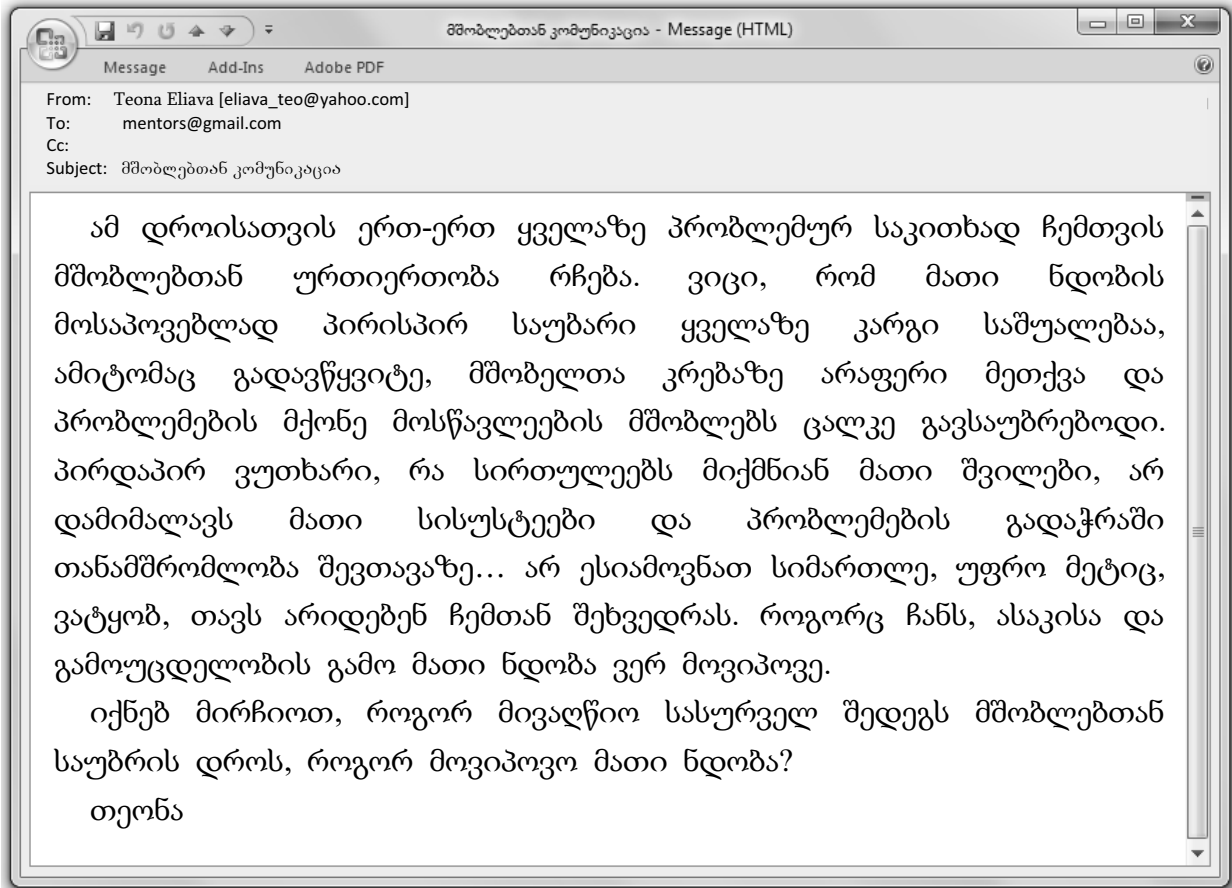 მშობლებთან კომუნიკაცია - Message (HTML)
Message Add-Ins Adobe PDF
From: Teona Eliava [eliava_teo@yahoo.com]
To: mentors@gmail.com
Cc:
Subject: მშობლებთან კომუნიკაცია
ამ დროისათვის ერთ-ერთ ყველაზე პრობლემურ საკითხად ჩემთვის
მშობლებთან ურთიერთობა რჩება. ვიცი, რომ მათი ნდობის
მოსაპოვებლად პირისპირ საუბარი ყველაზე კარგი საშუალებაა,
ამიტომაც გადავწყვიტე, მშობელთა კრებაზე არაფერი მეთქვა და
პრობლემების მქონე მოსწავლეების მშობლებს ცალკე გავსაუბრებოდი.
პირდაპირ ვუთხარი, რა სირთულეებს მიქმნიან მათი შვილები, არ
დამიმალავს მათი სისუსტეები და პრობლემების გადაჭრაში
თანამშრომლობა შევთავაზე... არ ესიამოვნათ სიმართლე, უფრო მეტიც,
ვატყობ, თავს არიდებენ ჩემთან შეხვედრას. როგორც ჩანს, ასაკისა და
გამოუცდელობის გამო მათი ნდობა ვერ მოვიპოვე.
იქნებ მირჩიოთ, როგორ მივაღწიო სასურველ შედეგს მშობლებთან
საუბრის დროს, როგორ მოვიპოვო მათი ნდობა?
თეონა